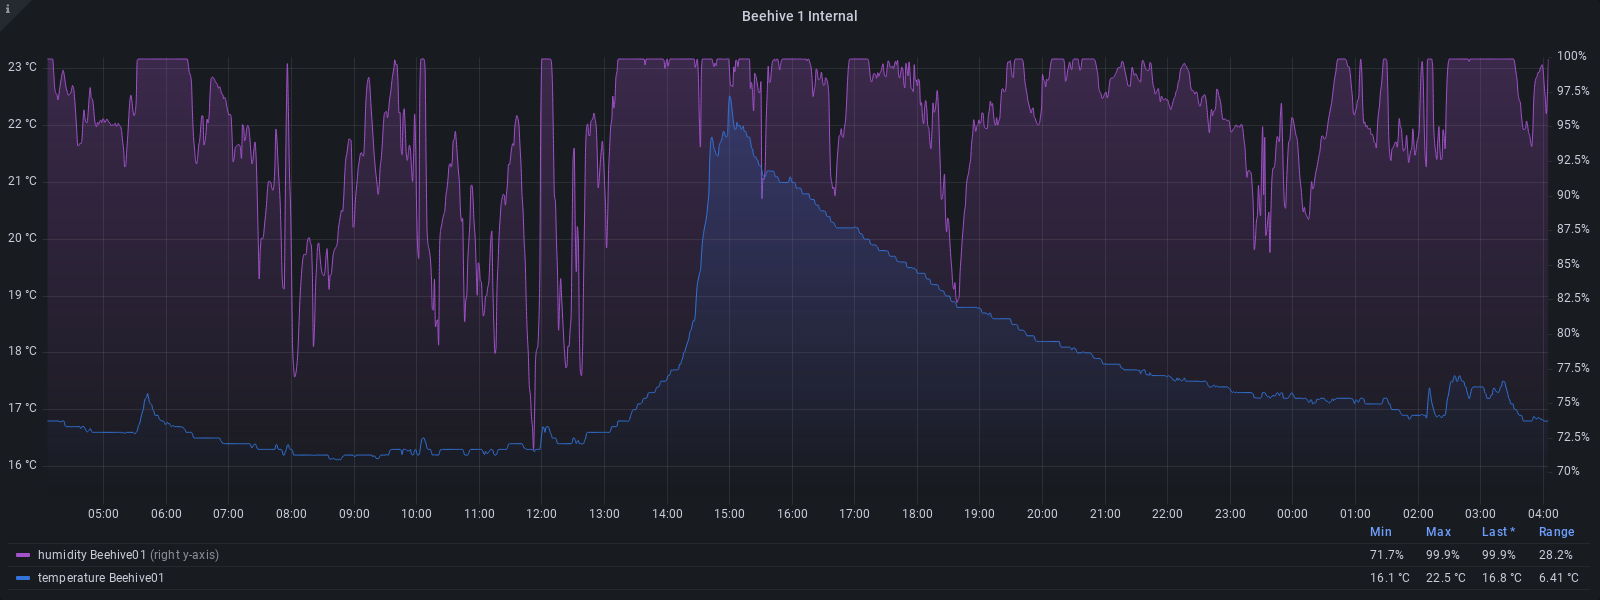 i
Beehive 1 Internal
23 °C
22 °C
21 °C
20 °C
19 °C
18 °C
17 °C
16 °C
100%
97.5%
95%
92.5%
90%
87.5%
85%
82.5%
80%
77.5%
75%
72.5%
70%
05:00 06:00 07:00 08:00 09:00 10:00 11:00 12:00 13:00 14:00 15:00 16:00 17:00 18:00 19:00 20:00 21:00 22:00 23:00 00:00 01:00 02:00 03:00 04:00
Min Max Last * Range
humidity Beehive01 (right y-axis) 71.7% 99.9% 99.9% 28.2%
temperature Beehive01 16.1 °C 22.5 °C 16.8 °C 6.41 °C